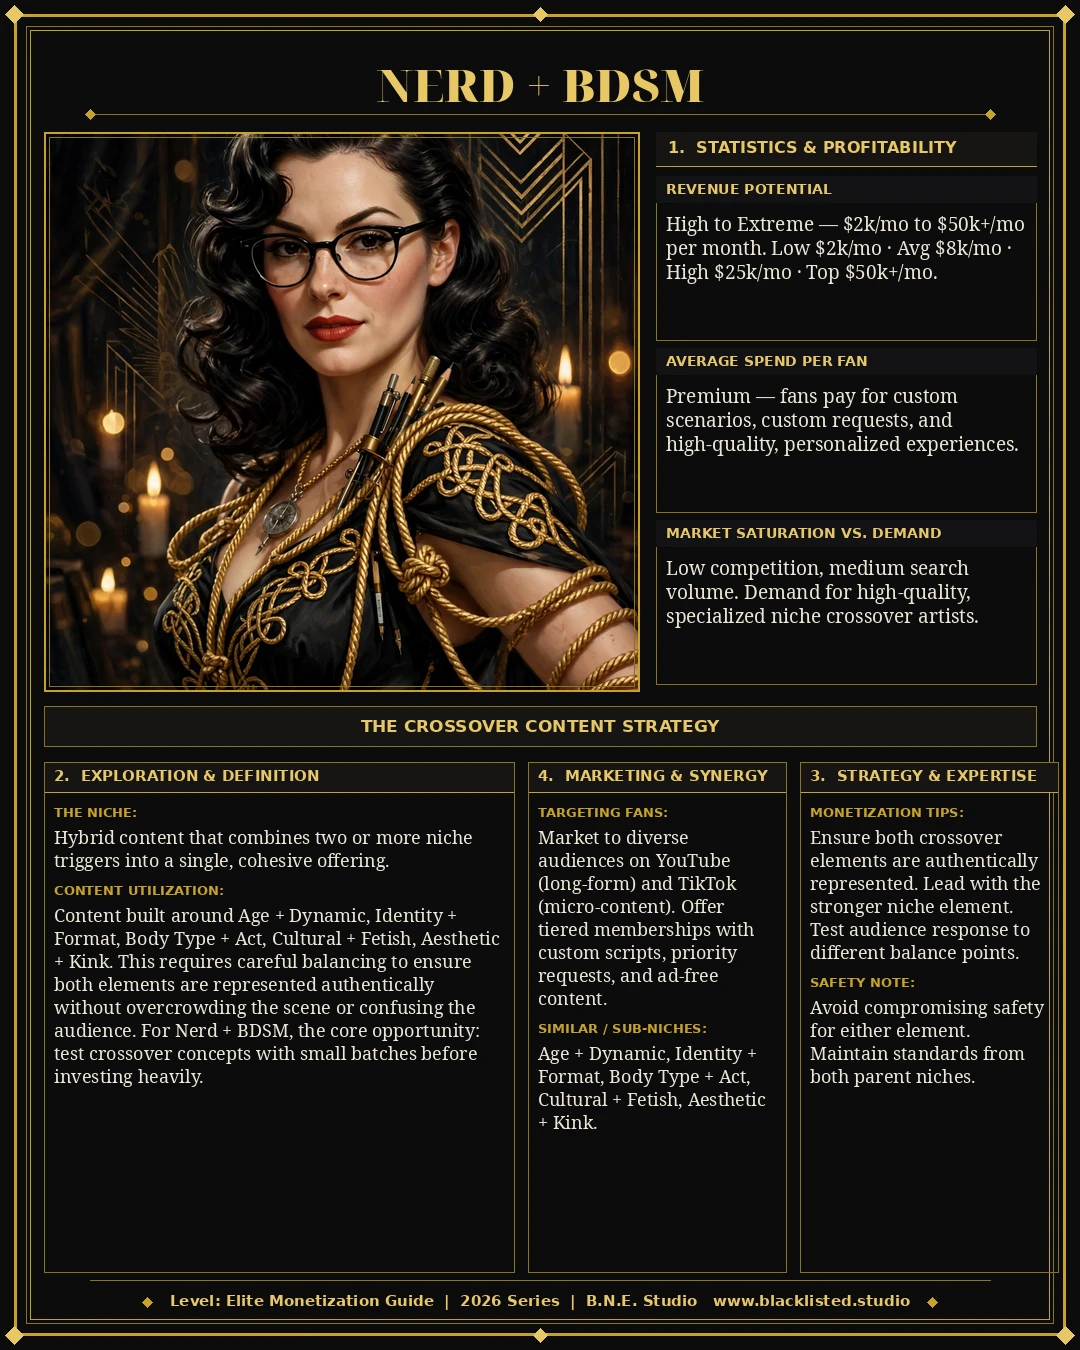 NERD + BDSM
1. STATISTICS & PROFITABILITY
REVENUE POTENTIAL
High to Extreme — $2k/mo to $50k+/mo
per month. Low $2k/mo · Avg $8k/mo ·
High $25k/mo · Top $50k+/mo.
AVERAGE SPEND PER FAN
Premium — fans pay for custom
scenarios, custom requests, and
high-quality, personalized experiences.
MARKET SATURATION VS. DEMAND
Low competition, medium search
volume. Demand for high-quality,
specialized niche crossover artists.
THE CROSSOVER CONTENT STRATEGY
2. EXPLORATION & DEFINITION
THE NICHE:
Hybrid content that combines two or more niche
triggers into a single, cohesive offering.
CONTENT UTILIZATION:
Content built around Age + Dynamic, Identity +
Format, Body Type + Act, Cultural + Fetish, Aesthetic
+ Kink. This requires careful balancing to ensure
both elements are represented authentically
without overcrowding the scene or confusing the
audience. For Nerd + BDSM, the core opportunity:
test crossover concepts with small batches before
investing heavily.
4. MARKETING & SYNERGY
TARGETING FANS:
Market to diverse
audiences on YouTube
(long-form) and TikTok
(micro-content). Offer
tiered memberships with
custom scripts, priority
requests, and ad-free
content.
SIMILAR / SUB-NICHES:
Age + Dynamic, Identity +
Format, Body Type + Act,
Cultural + Fetish, Aesthetic
+ Kink.
3. STRATEGY & EXPERTISE
MONETIZATION TIPS:
Ensure both crossover
elements are authentically
represented. Lead with the
stronger niche element.
Test audience response to
different balance points.
SAFETY NOTE:
Avoid compromising safety
for either element.
Maintain standards from
both parent niches.
Level: Elite Monetization Guide | 2026 Series | B.N.E. Studio www.blacklisted.studio